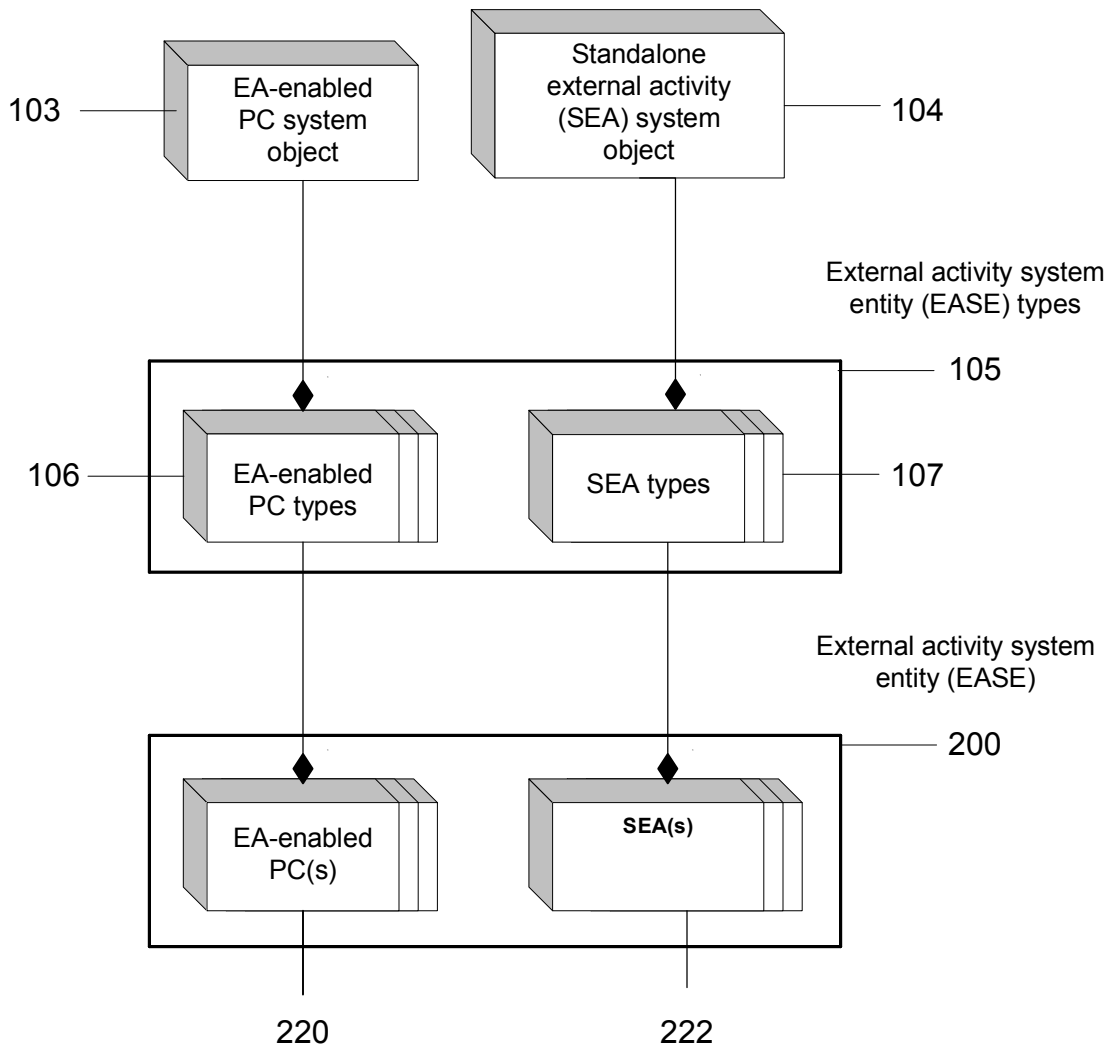 EA-enabled
PC system
object
103
Standalone
external activity
(SEA) system
object
104
External activity system
entity (EASE) types
105
EA-enabled
PC types
106
SEA types
107
External activity system
entity (EASE)
200
EA-enabled
PC(s)
SEA(s)
220
222